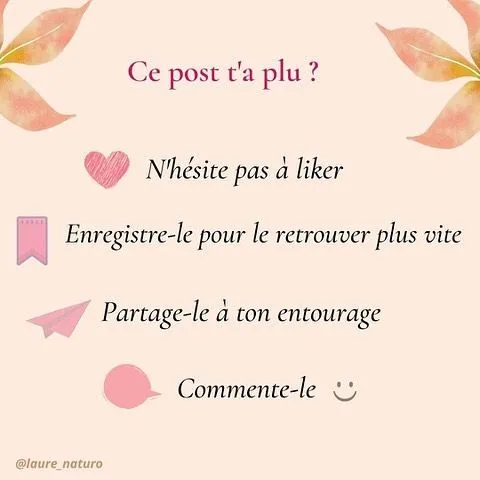 Ce post t'a plu ?
N'hésite pas à liker
Enregistre-le pour le retrouver plus vite
Partage-le à ton entourage
Commente-le
@laure_naturo